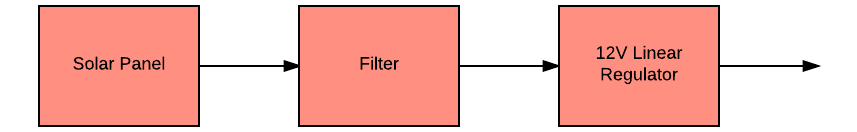 Solar Panel
Filter
12V Linear
Regulator